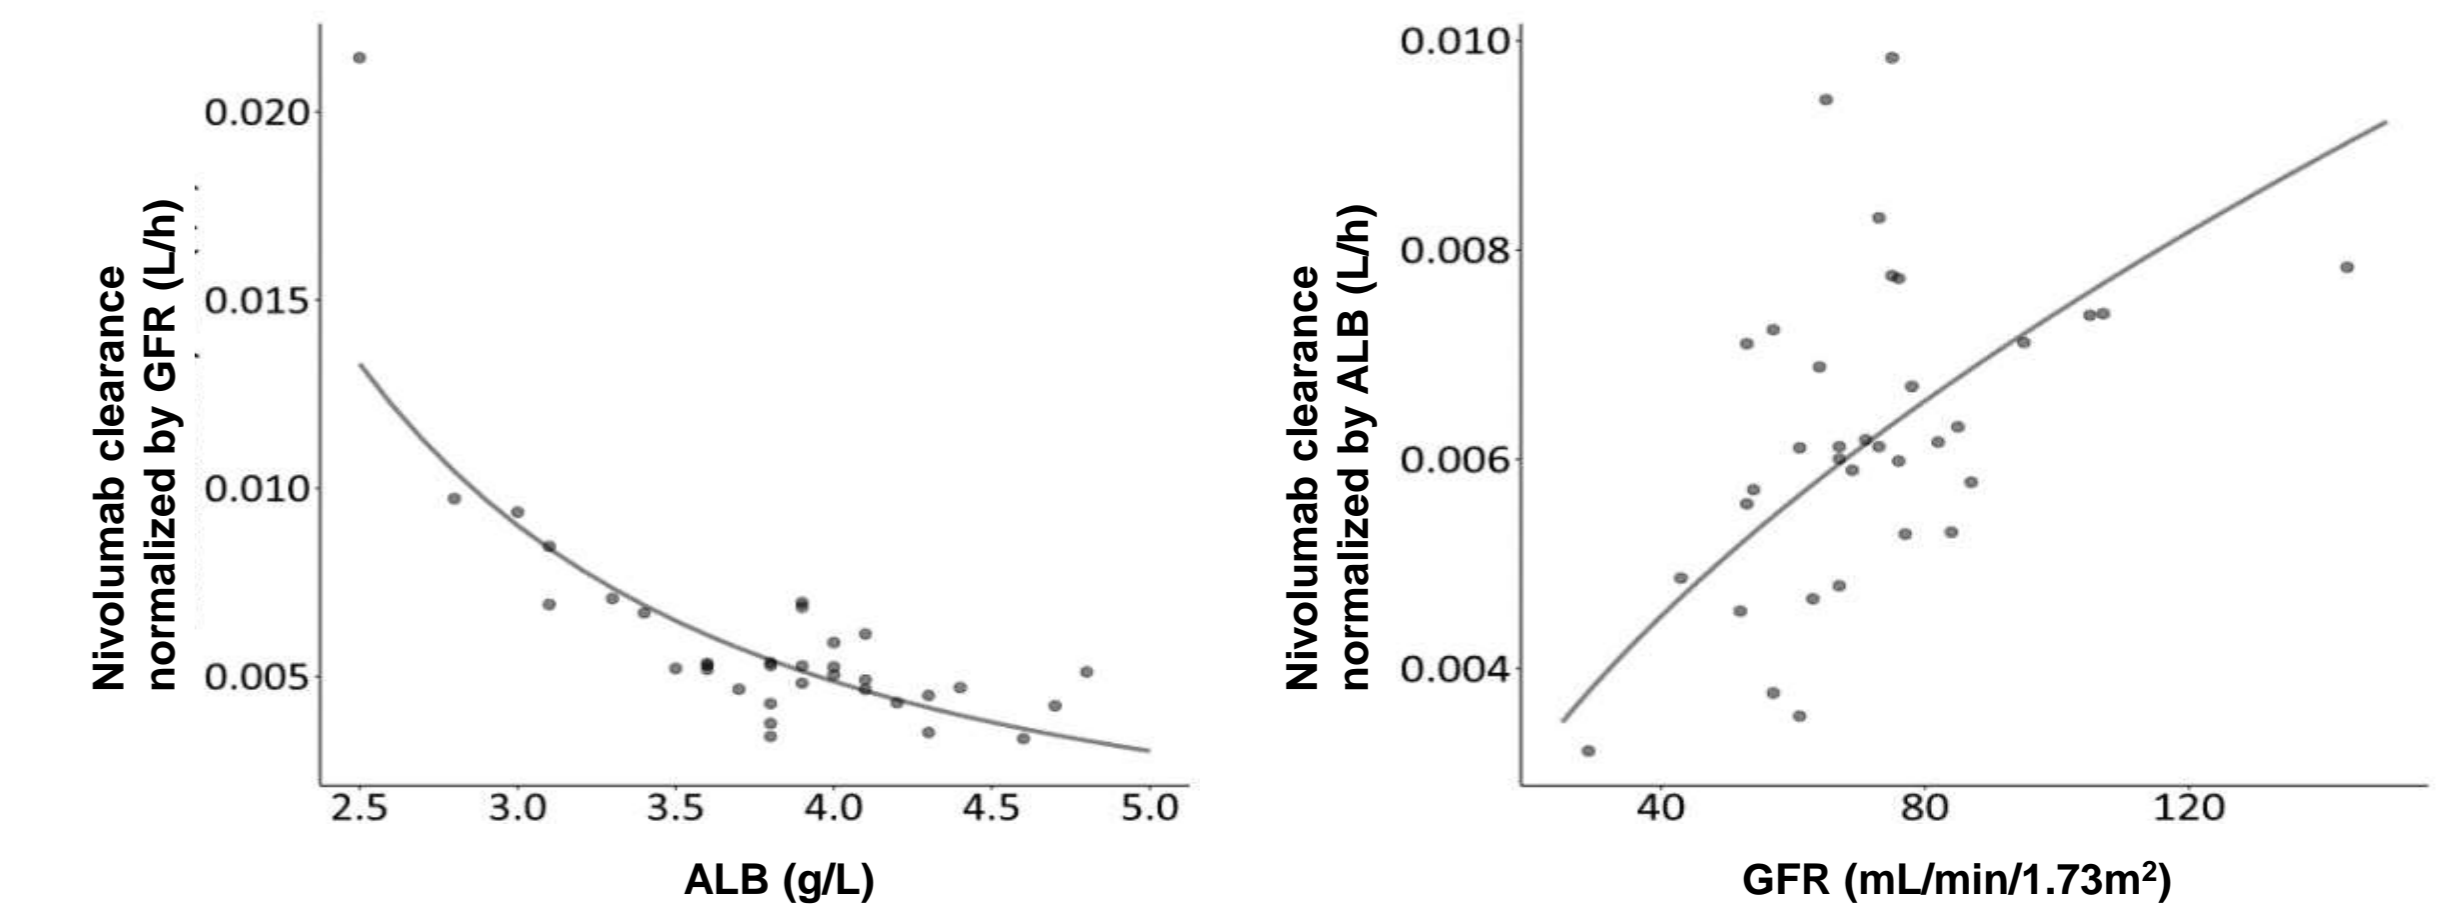 Nivolumab clearance
normalized by GFR (L/h)
0.020
0.015
0.010
0.005
2.5 3.0 3.5 4.0 4.5 5.0
ALB (g/L)
Nivolumab clearance
normalized by ALB (L/h)
0.010
0.008
0.006
0.004
40 80 120
GFR (mL/min/1.73m²)